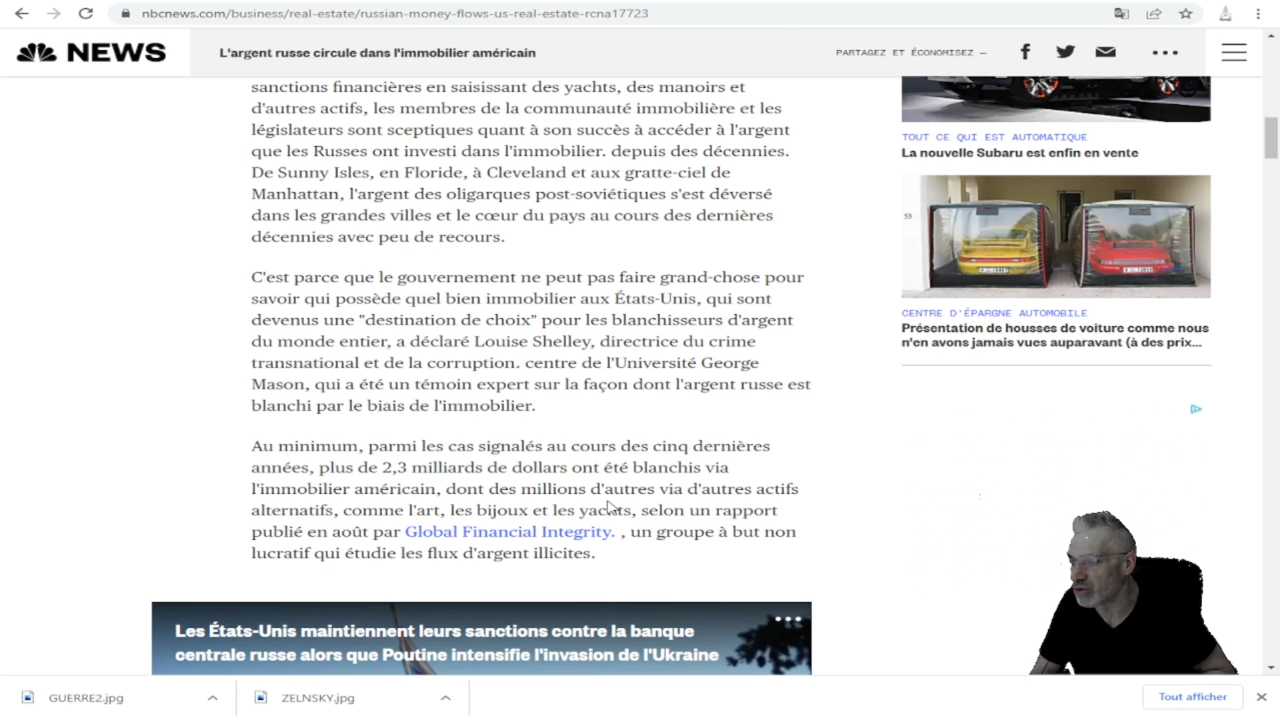 nbcnews.com/business/real-estate/russian-money-flows-us-real-estate-rcna17723
NEWS
L'argent russe circule dans l'immobilier américain
PARTAGEZ ET ÉCONOMISEZ —
sanctions financières en saisissant des yachts, des manoirs et
d'autres actifs, les membres de la communauté immobilière et les
législateurs sont sceptiques quant à son succès à accéder à l'argent
que les Russes ont investi dans l'immobilier. depuis des décennies.
De Sunny Isles, en Floride, à Cleveland et aux gratte-ciel de
Manhattan, l'argent des oligarques post-soviétiques s'est déversé
dans les grandes villes et le cœur du pays au cours des dernières
décennies avec peu de recours.
C'est parce que le gouvernement ne peut pas faire grand-chose pour
savoir qui possède quel bien immobilier aux États-Unis, qui sont
devenus une "destination de choix" pour les blanchisseurs d'argent
du monde entier, a déclaré Louise Shelley, directrice du crime
transnational et de la corruption. centre de l'Université George
Mason, qui a été un témoin expert sur la façon dont l'argent russe est
blanchi par le biais de l'immobilier.
Au minimum, parmi les cas signalés au cours des cinq dernières
années, plus de 2,3 milliards de dollars ont été blanchis via
l'immobilier américain, dont des millions d'autres via d'autres actifs
alternatifs, comme l'art, les bijoux et les yachts, selon un rapport
publié en août par Global Financial Integrity. , un groupe à but non
lucratif qui étudie les flux d'argent illicites.
Les États-Unis maintiennent leurs sanctions contre la banque
centrale russe alors que Poutine intensifie l'invasion de l'Ukraine
TOUT CE QUI EST AUTOMATIQUE
La nouvelle Subaru est enfin en vente
53
CENTRE D'ÉPARGNE AUTOMOBILE
Présentation de housses de voiture comme nous
n'en avons jamais vues auparavant (à des prix...
GUERRE2.jpg
ZELNSKY.jpg
Tout afficher